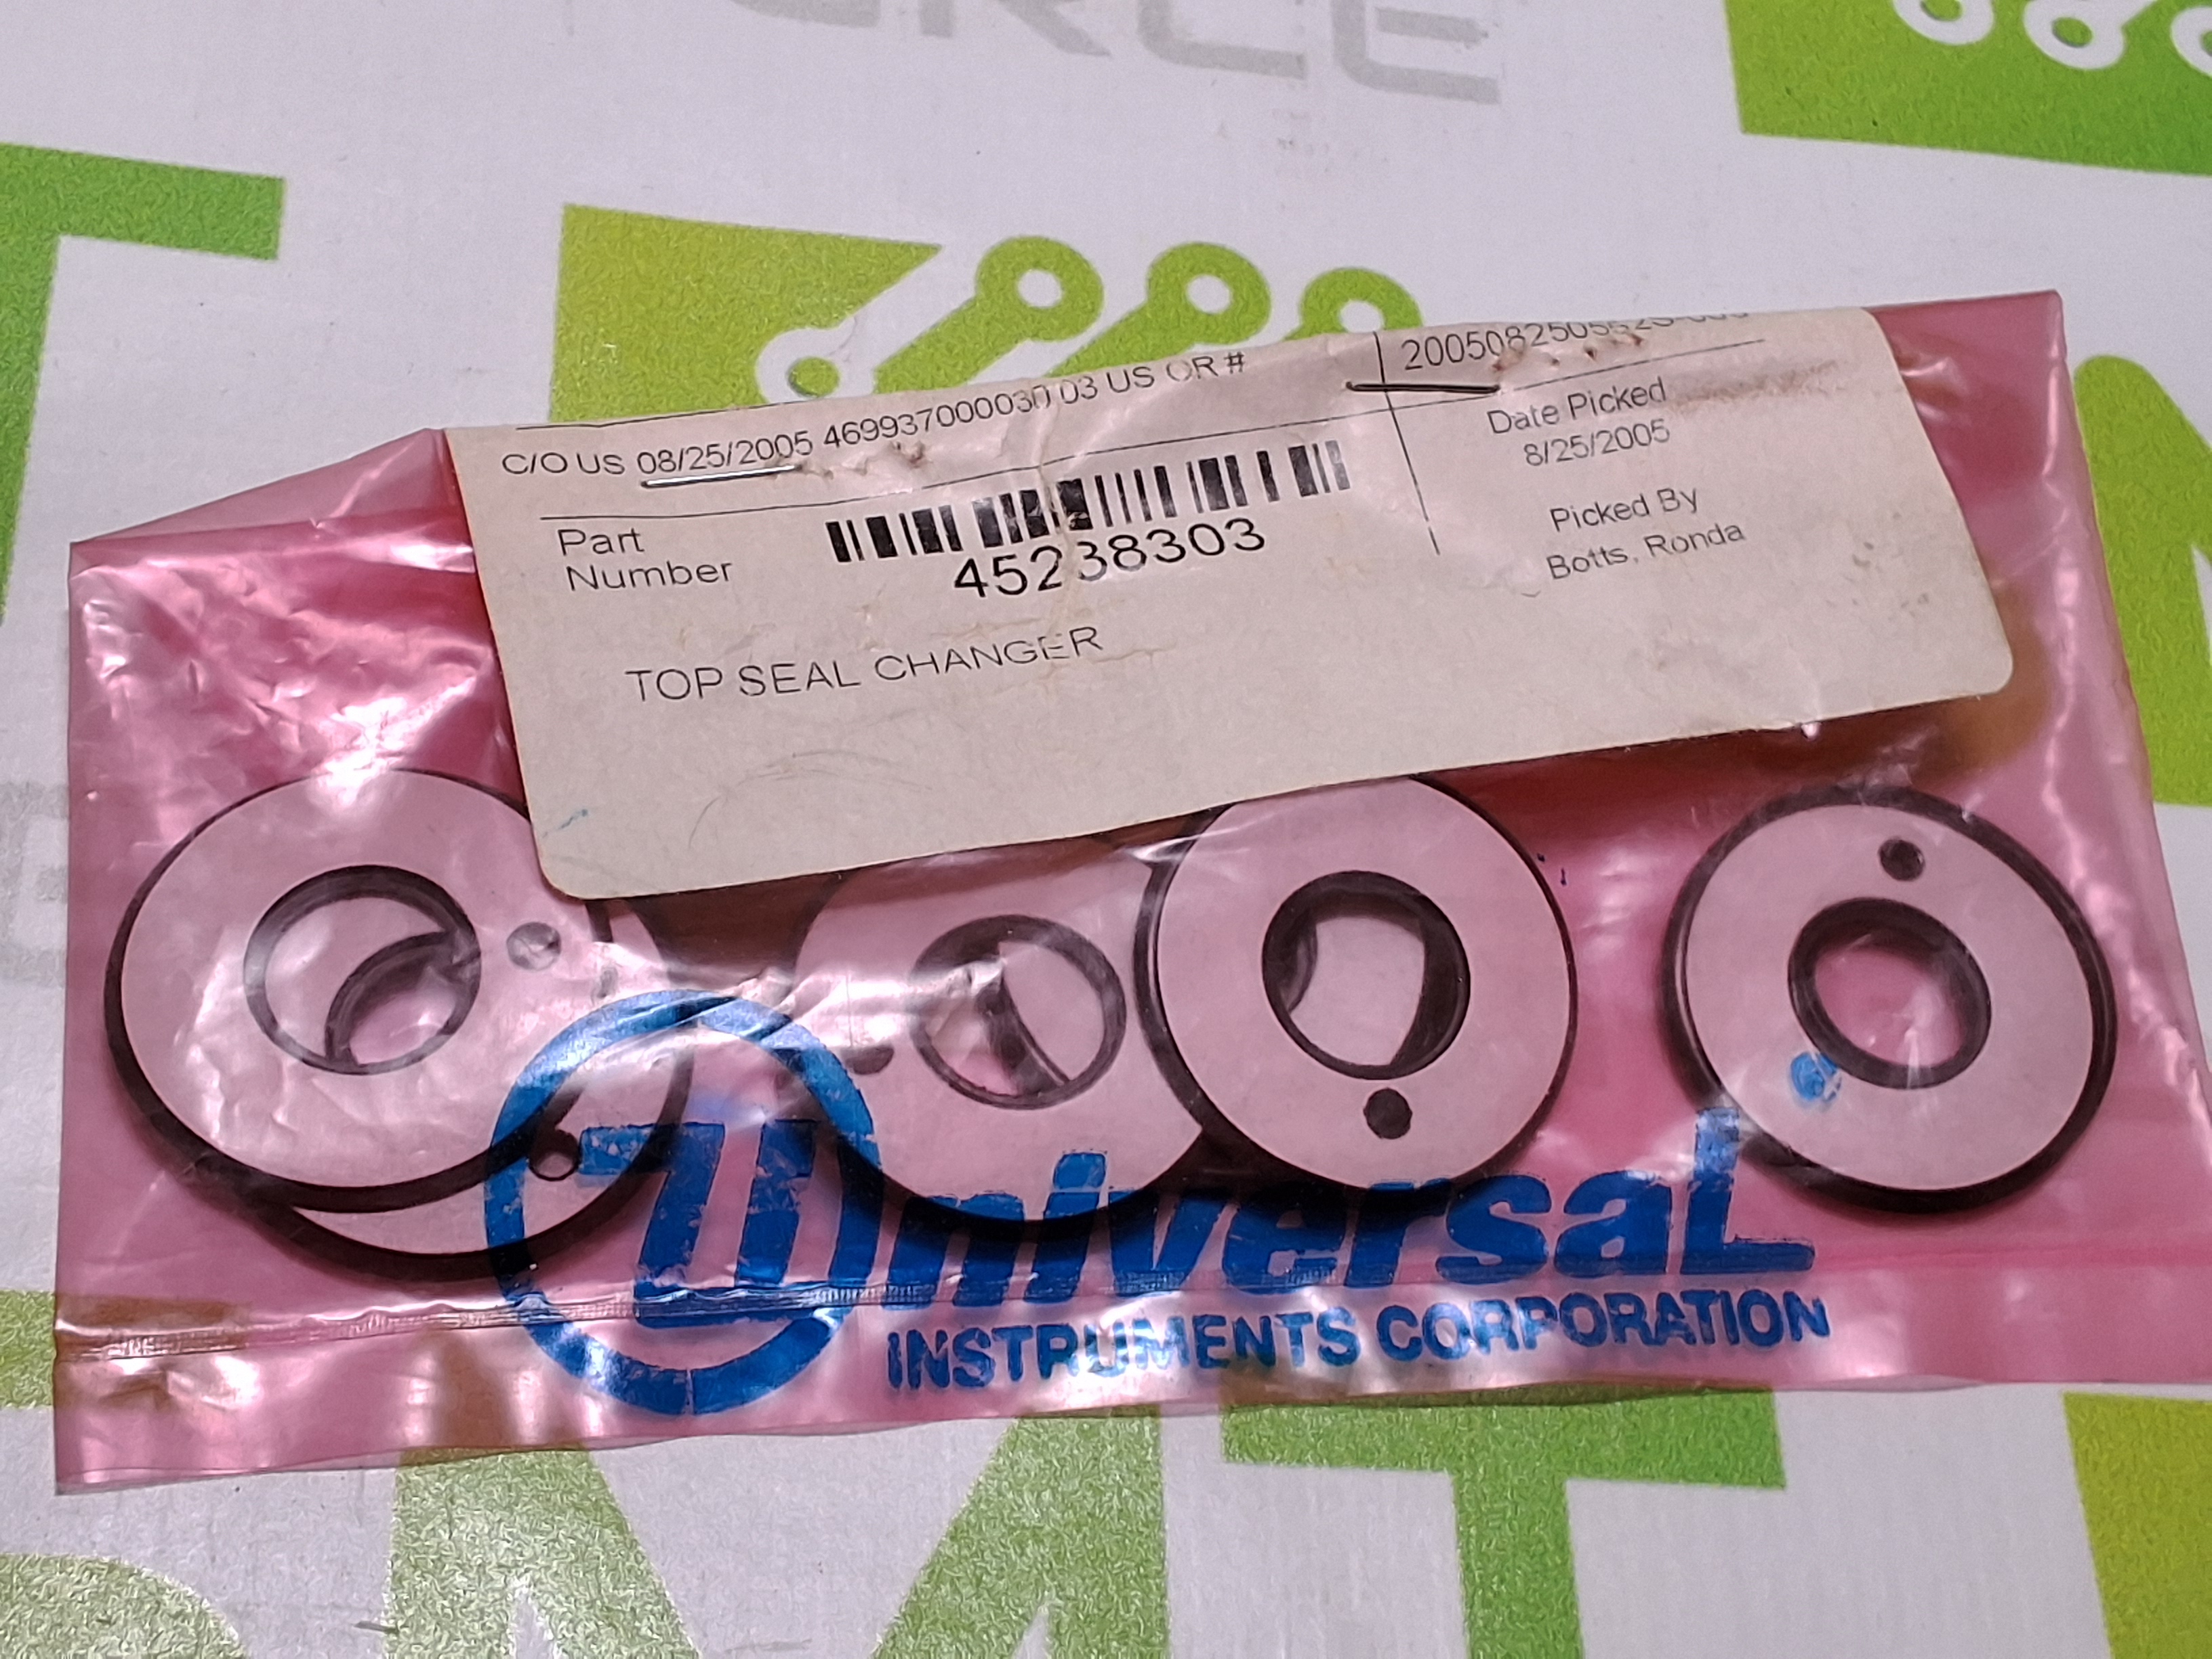 C/O US 08/25/2005 469937000030 03 US OR #
Date Picked
8/25/2005
Picked By
Botts, Ronda
Part
Number
45238303
TOP SEAL CHANGER
Universal
INSTRUMENTS CORPORATION